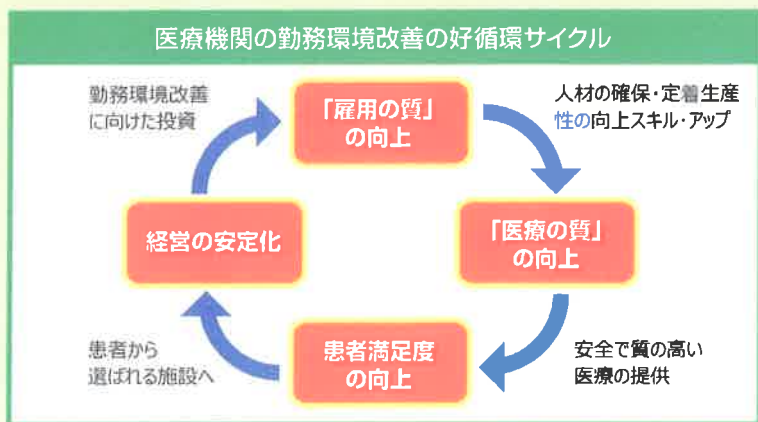 医療機関の勤務環境改善の好循環サイクル
勤務環境改善
に向けた投資
「雇用の質」
の向上
人材の確保・定着生産
性の向上スキル・アップ
経営の安定化
「医療の質」
の向上
患者から
選ばれる施設へ
患者満足度
の向上
安全で質の高い
医療の提供